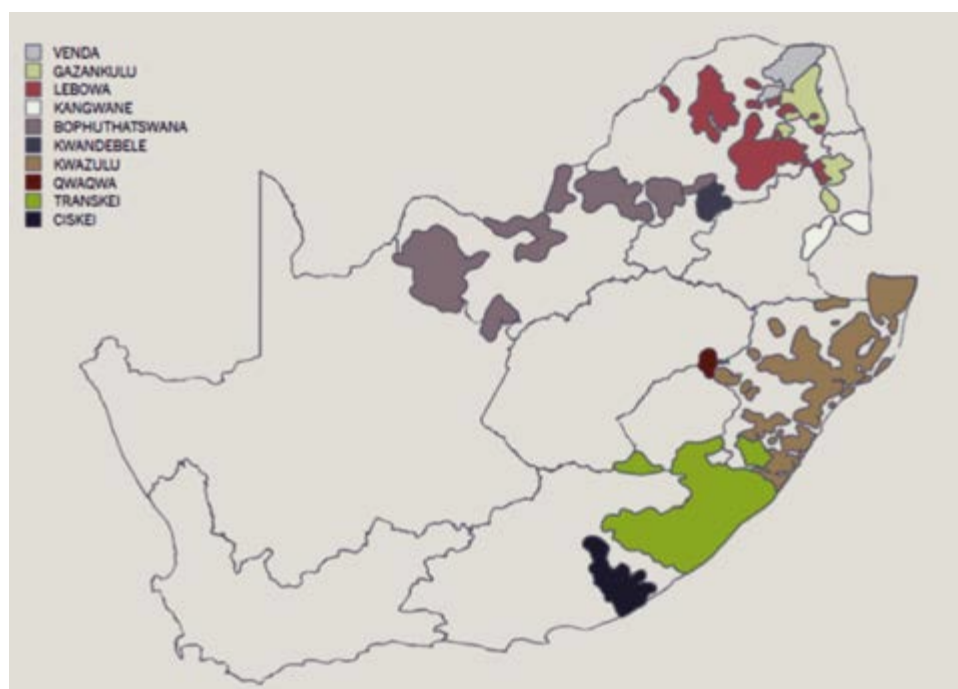 VENDA
GAZANKULU
LEBOWA
KANGWANE
BOPHUTHATSWANA
KWANDEBELE
KWAZULU
QWAQWA
TRANSKEI
CISKEI